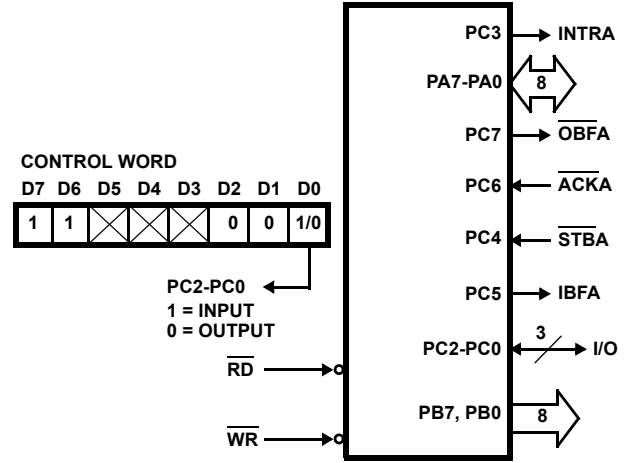 CONTROL WORD
D7 D6 D5 D4 D3 D2 D1 D0
1 1 0 0 1/0
PC2-PC0
1 = INPUT
0 = OUTPUT
RD
WR
PC3 INTRA
PA7-PA0 8
PC7 OBFA
PC6 ACKA
PC4 STBA
PC5 IBFA
PC2-PC0 3 I/O
PB7, PB0 8